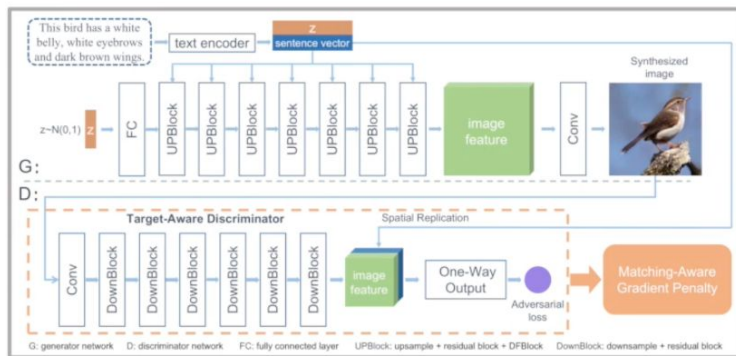 This bird has a white
belly, white eyebrows
and dark brown wings.
text encoder
z
sentence vector
Synthesized
image
z~N(0,1)
z
FC
UPBlock
UPBlock
UPBlock
UPBlock
UPBlock
UPBlock
UPBlock
image
feature
Conv
G:
D:
Target-Aware Discriminator
Spatial Replication
Conv
DownBlock
DownBlock
DownBlock
DownBlock
DownBlock
DownBlock
image
feature
One-Way
Output
Adversarial
loss
Matching-Aware
Gradient Penalty
G: generator network D: discriminator network FC: fully connected layer UPBlock: upsample + residual block + DFBlock DownBlock: downsample + residual block